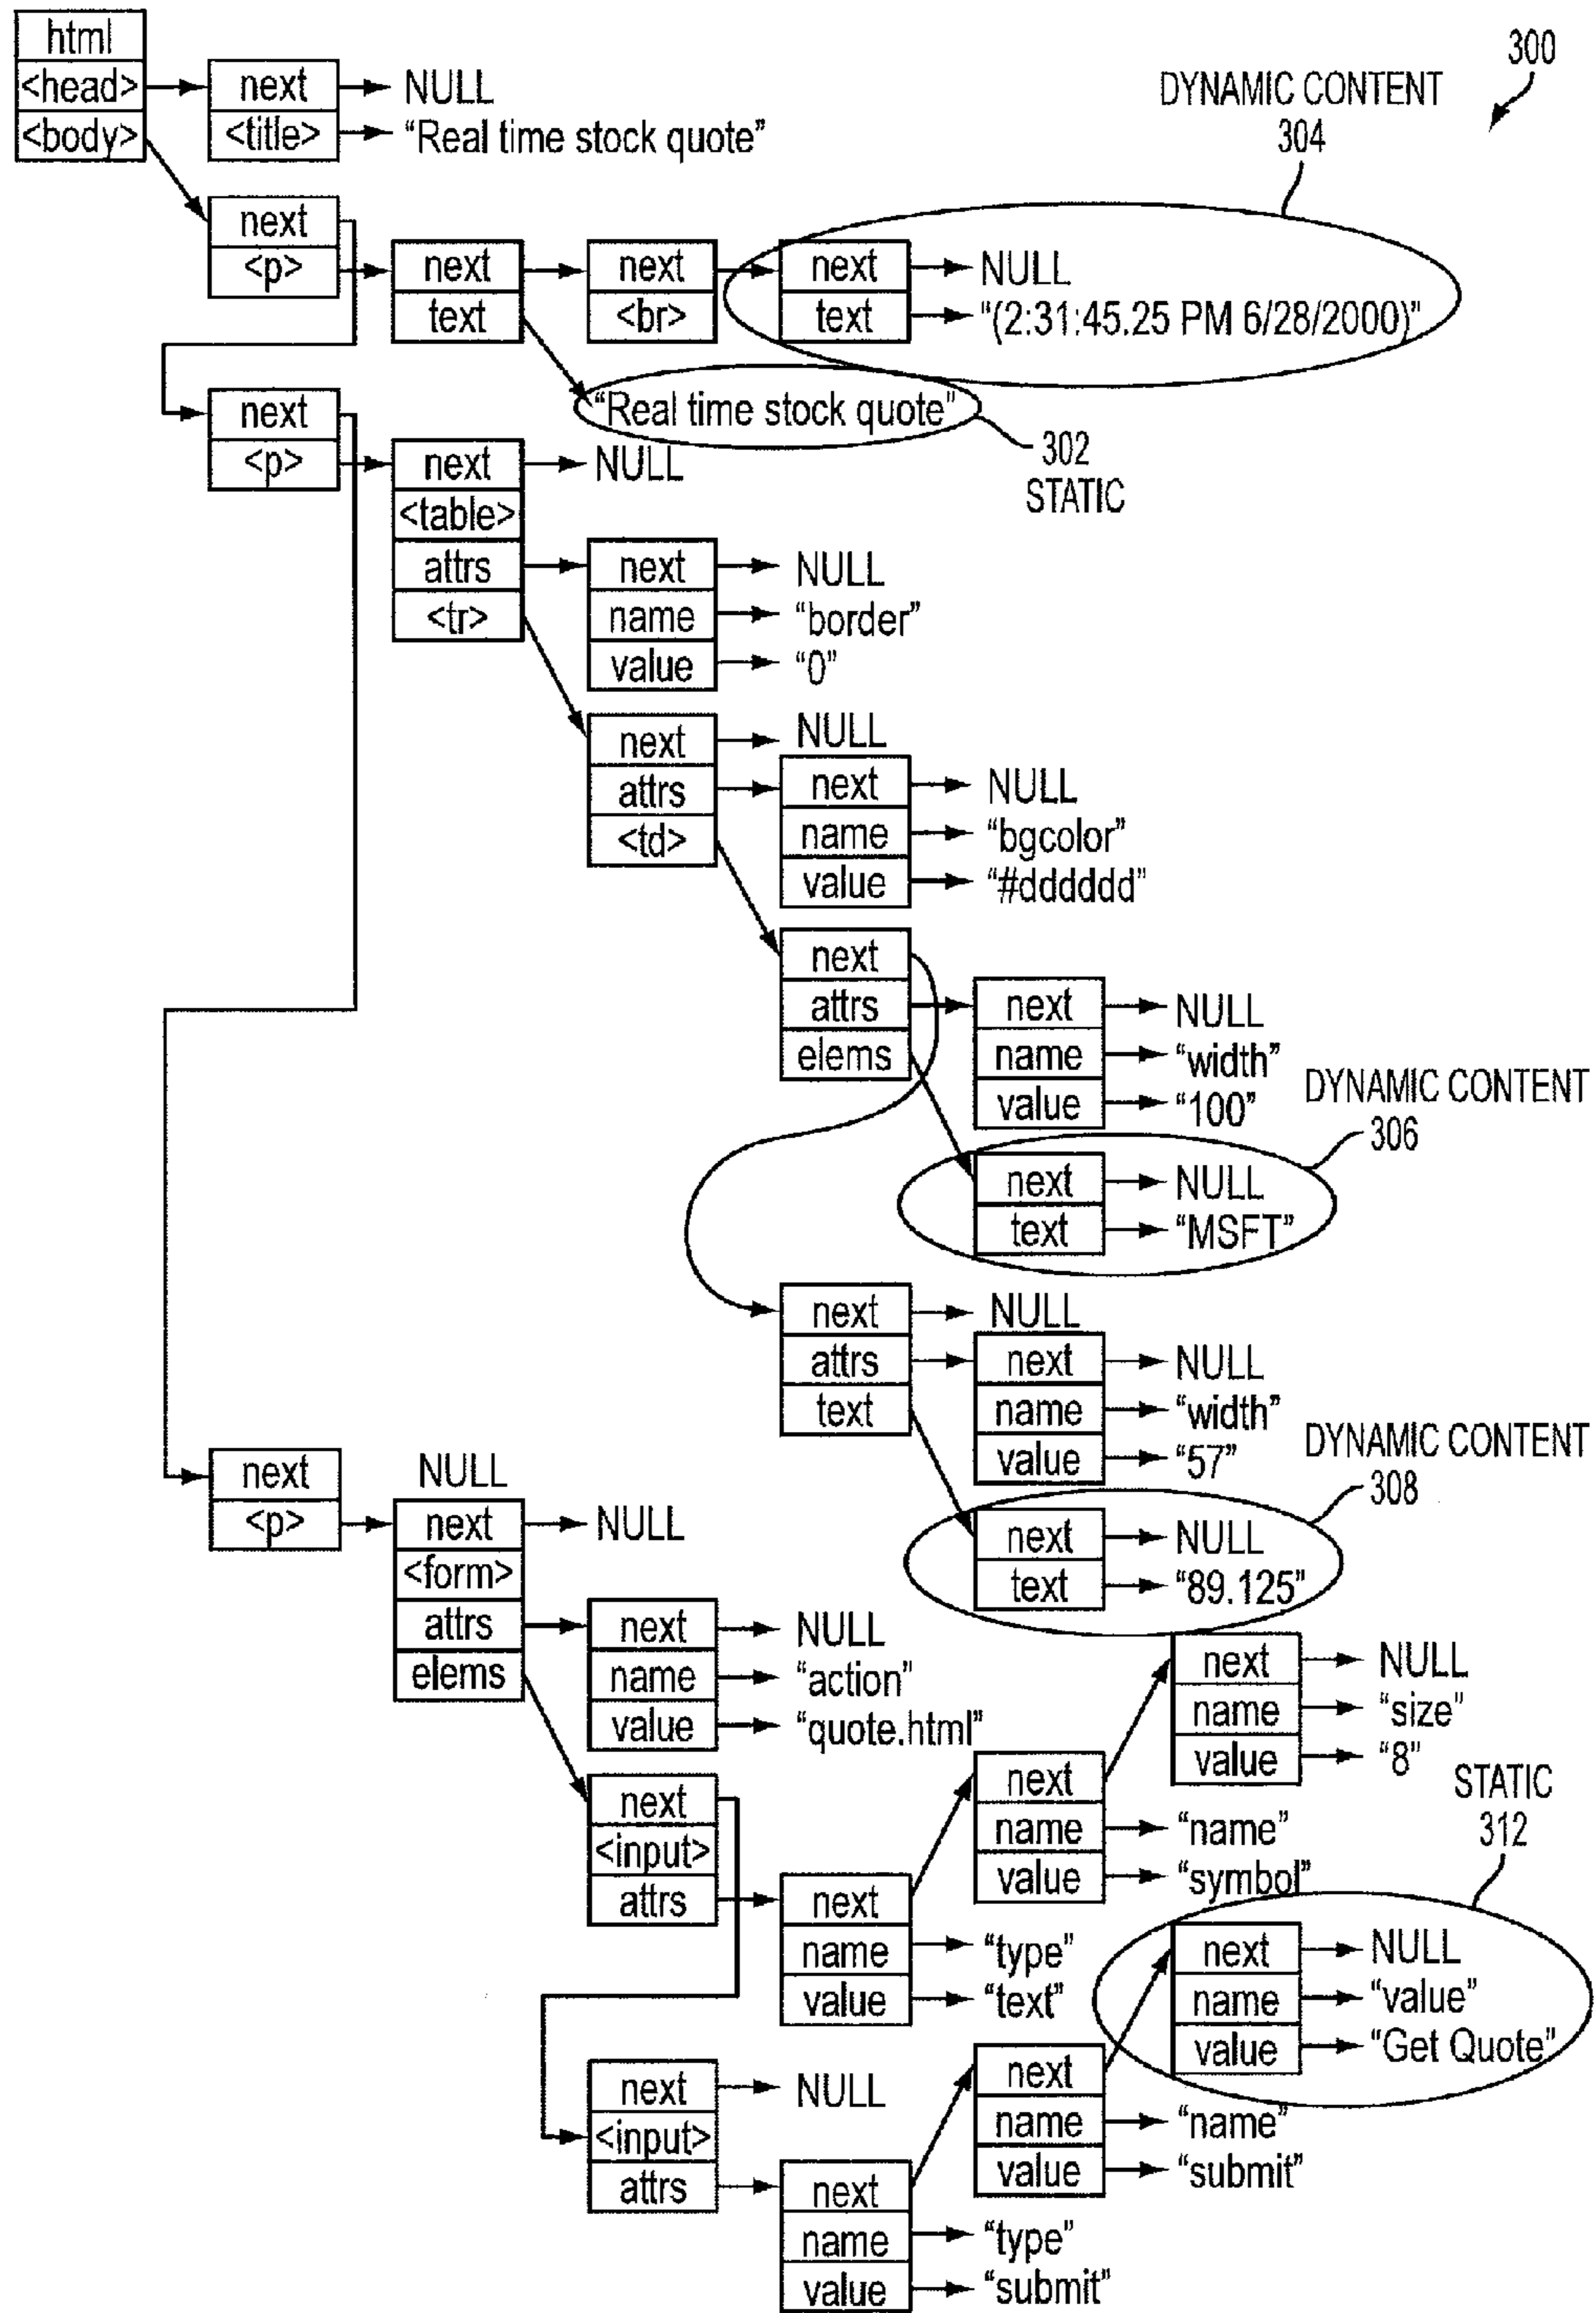 300
DYNAMIC CONTENT
304
html
<head>
<body>
next
NULL
<title>
“Real time stock quote”
next
<p>
next
text
next
<br>
next
NULL
text
“(2:31:45.25 PM 6/28/2000)”
“Real time stock quote”
302
STATIC
next
<p>
next
NULL
<table>
attrs
<tr>
next
NULL
name
“border”
value
“0”
next
NULL
attrs
<td>
next
NULL
name
“bgcolor”
value
“#dddddd”
next
attrs
elems
next
NULL
name
“width”
value
“100”
DYNAMIC CONTENT
306
next
NULL
text
“MSFT”
next
NULL
attrs
text
next
NULL
name
“width”
value
“57”
DYNAMIC CONTENT
308
next
NULL
text
“89.125”
next
NULL
<p>
next
NULL
<form>
attrs
elems
next
NULL
name
“action”
value
“quote.html”
next
<input>
attrs
next
name
“type”
value
“text”
next
name
“name”
value
“symbol”
next
NULL
name
“size”
value
“8”
STATIC
312
next
NULL
name
“value”
value
“Get Quote”
next
NULL
<input>
attrs
next
name
“type”
value
“submit”
next
name
“name”
value
“submit”